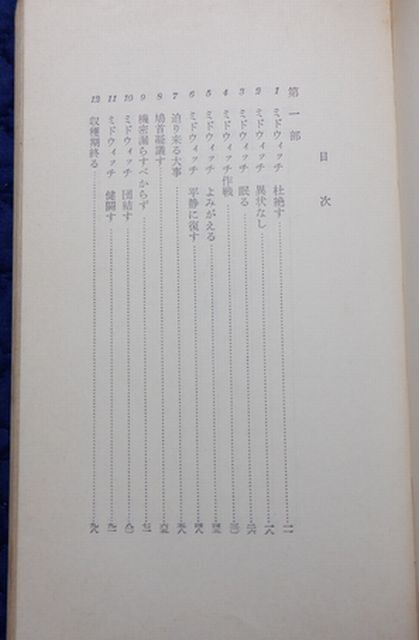 目次
第一部
1 ミドウィッチ 杜絶す
2 ミドウィッチ 異状なし
3 ミドウィッチ 眠る
4 ミドウィッチ作戦
5 ミドウィッチ よみがえる
6 ミドウィッチ 平静に復す
7 迫り来る大事
8 鳩首凝議す
9 機密漏らすべからず
10 ミドウィッチ 団結す
11 ミドウィッチ 健闘す
12 収穫期終る